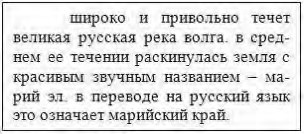 широко и привольно течет
великая русская река волга. в сред-
нем ее течении раскинулась земля с
красивым звучным названием – ма-
рий эл. в переводе на русский язык
это означает марийский край.